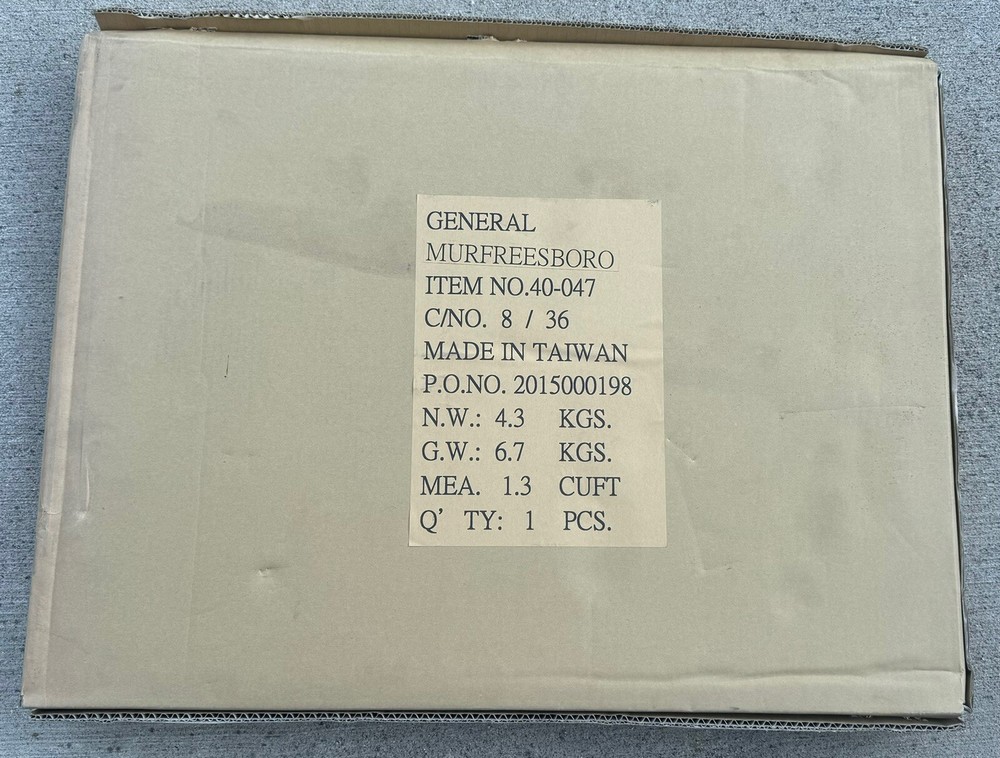 GENERAL
MURFREESBORO
ITEM NO.40-047
C/NO. 8 / 36
MADE IN TAIWAN
P.O.NO. 2015000198
N.W.: 4.3 KGS.
G.W.: 6.7 KGS.
MEA. 1.3 CUFT
Q' TY: 1 PCS.